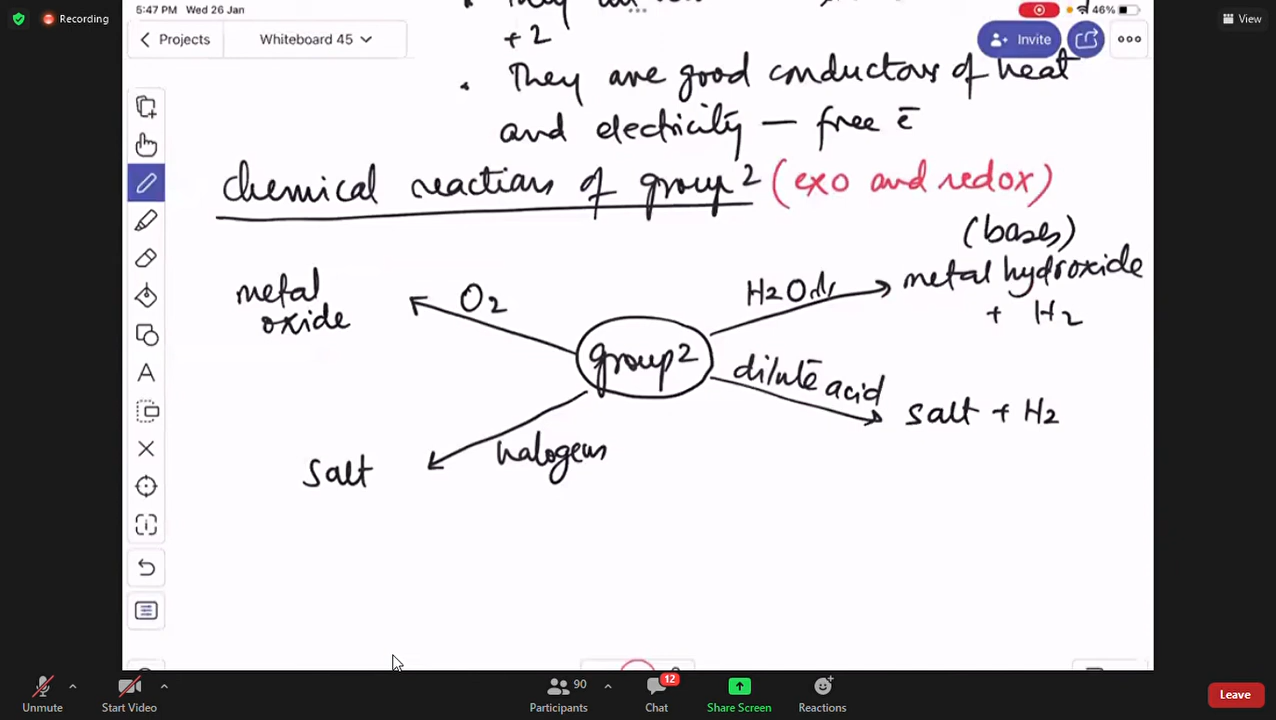 Recording
5:47 PM Wed 26 Jan
46%
View
Projects
Whiteboard 45
Invite
+2
• They are good conductors of heat
and electricity — free ē
chemical reactions of group 2 (exo and redox)
(bases)
metal
oxide
O2
H2O
metal hydroxide
+ H2
group 2
dilute acid
salt + H2
halogens
Salt
A
Unmute
Start Video
90
Participants
12
Chat
Share Screen
Reactions
Leave